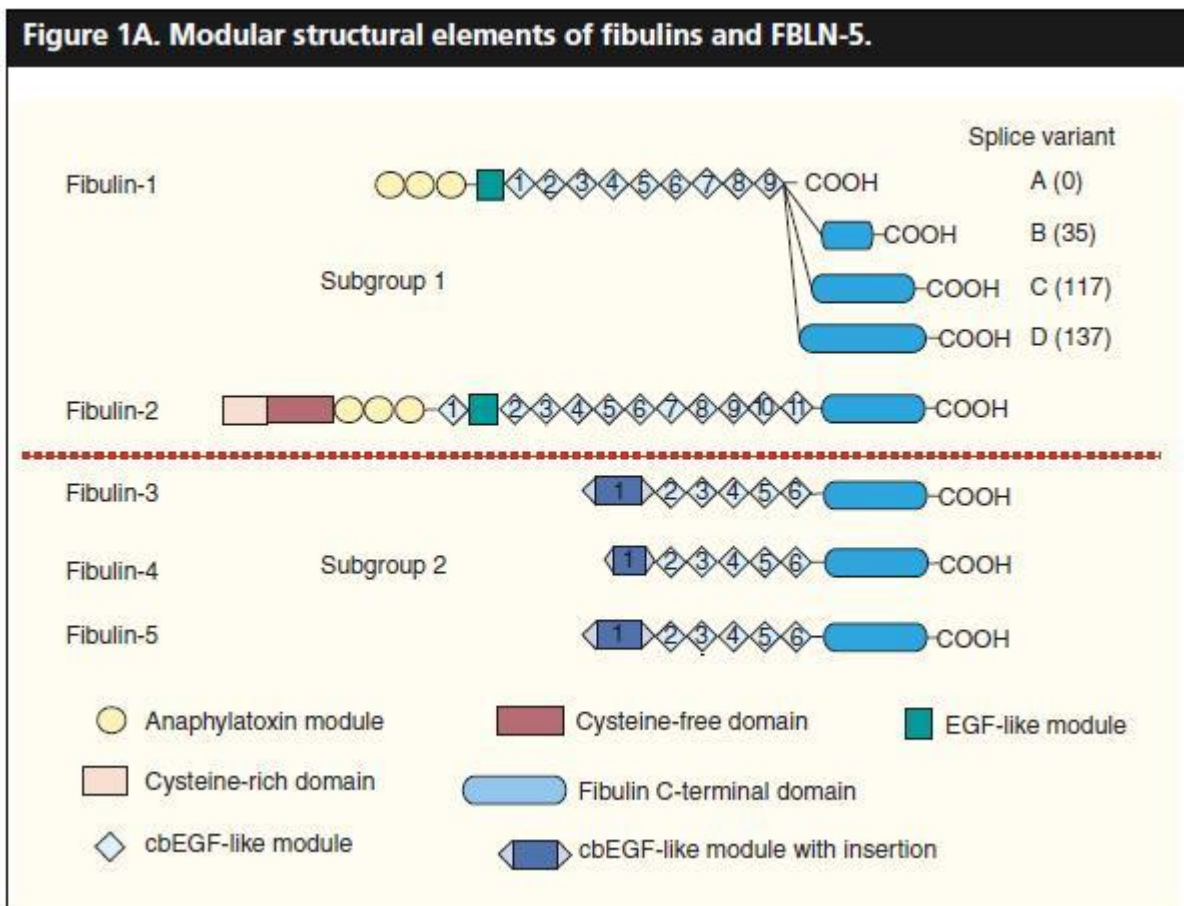 Figure 1A. Modular structural elements of fibulins and FBLN-5.
Splice variant
Fibulin-1 1 2 3 4 5 6 7 8 9 COOH A (0)
COOH B (35)
Subgroup 1
COOH C (117)
COOH D (137)
Fibulin-2 1 2 3 4 5 6 7 8 9 10 11 COOH
Fibulin-3 1 2 3 4 5 6 COOH
Fibulin-4 Subgroup 2 1 2 3 4 5 6 COOH
Fibulin-5 1 2 3 4 5 6 COOH
Anaphylatoxin module Cysteine-free domain EGF-like module
Cysteine-rich domain Fibulin C-terminal domain
cbEGF-like module cbEGF-like module with insertion